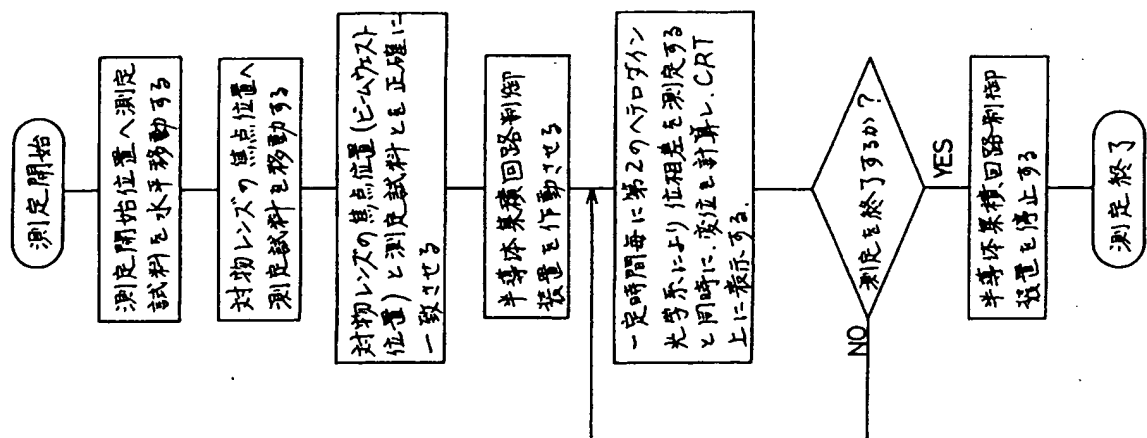 測定開始
測定開始位置へ測定
試料を水平移動する
対物レンズの焦点位置へ
測定試料を移動する
対物レンズの焦点位置(ビームウェスト
位置)と測定試料とを正確に
一致させる
半導体集積回路制御
装置を作動させる
一定時間毎に第2のヘテロダイン
光学系により位相差を測定する
と同時に、変位を計算し、CRT
上に表示する.
測定を終了するか?
NO
YES
半導体集積回路制御
装置を停止する
測定終了